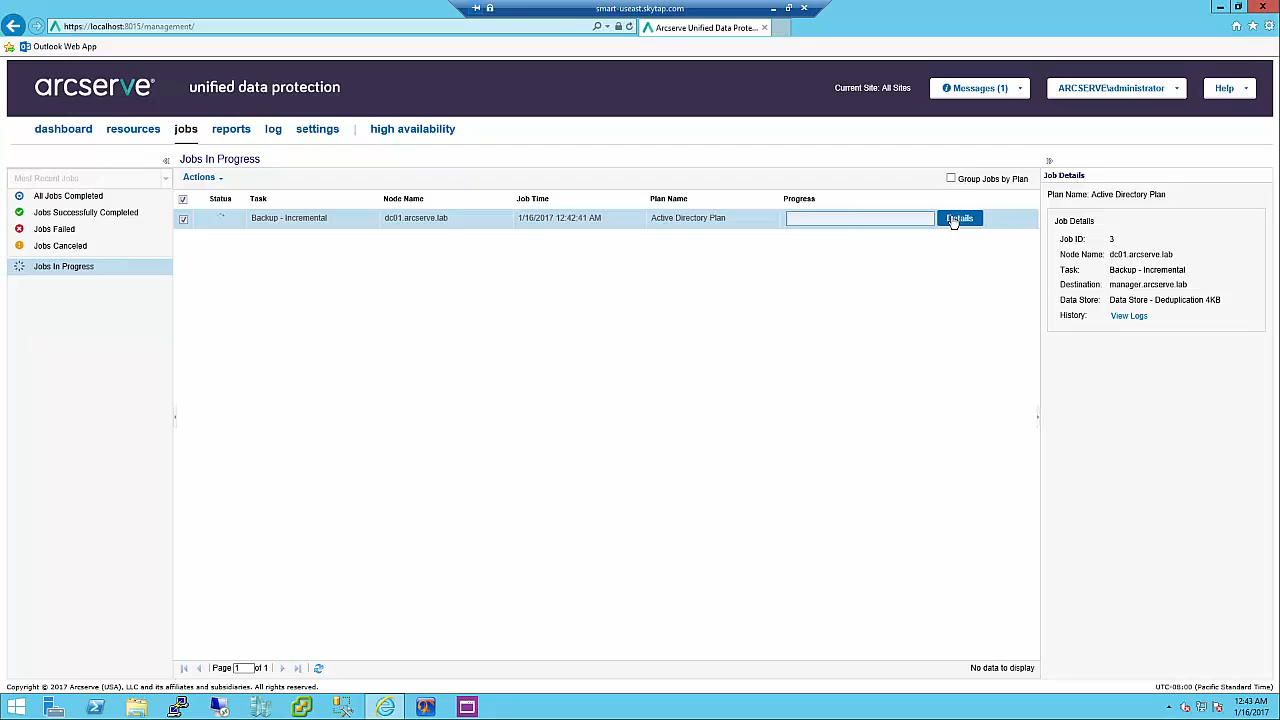 smart-useast.skytap.com
https://localhost:8015/management/
Arcserve Unified Data Prote...
Outlook Web App
arcserve® unified data protection
Current Site: All Sites
Messages (1)
ARCSERVE\administrator
Help
dashboard resources jobs reports log settings | high availability
Most Recent Jobs
All Jobs Completed
Jobs Successfully Completed
Jobs Failed
Jobs Canceled
Jobs In Progress
Jobs In Progress
Actions
Group Jobs by Plan
Status Task Node Name Job Time Plan Name Progress
Backup - Incremental dc01.arcserve.lab 1/16/2017 12:42:41 AM Active Directory Plan Details
Page 1 of 1
No data to display
Job Details
Plan Name: Active Directory Plan
Job Details
Job ID: 3
Node Name: dc01.arcserve.lab
Task: Backup - Incremental
Destination: manager.arcserve.lab
Data Store: Data Store - Deduplication 4KB
History: View Logs
Copyright © 2017 Arcserve (USA), LLC and its affiliates and subsidiaries. All rights reserved.
UTC-08:00 (Pacific Standard Time)
12:43 AM
1/16/2017